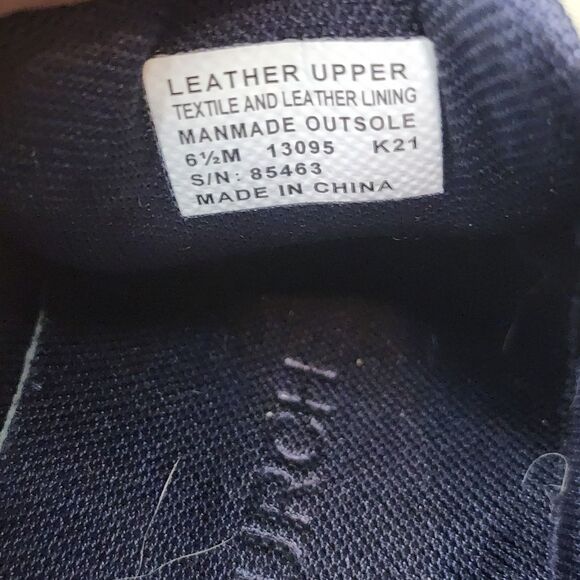 LEATHER UPPER
TEXTILE AND LEATHER LINING
MANMADE OUTSOLE
6½M 13095 K21
S/N: 85463
MADE IN CHINA